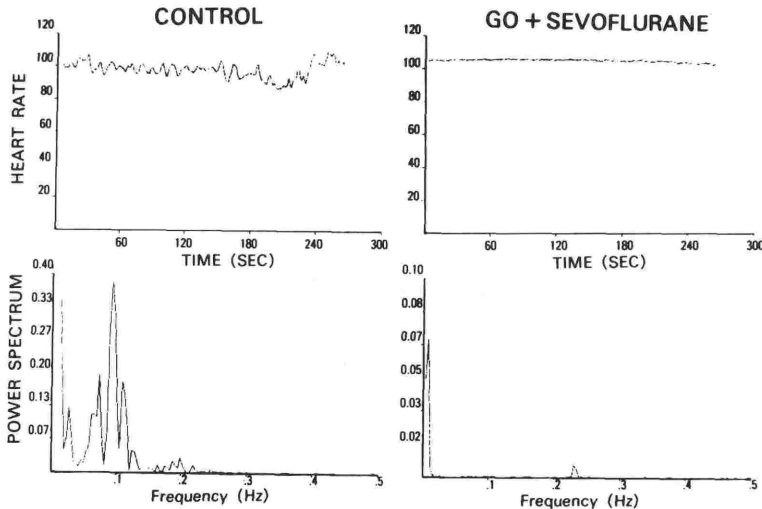 CONTROL
120
100
80
60
40
20
HEART RATE
60 120 180 240 300
TIME (SEC)
GO + SEVOFLURANE
120
100
80
60
40
20
60 120 180 240 300
TIME (SEC)
0.40
0.33
0.27
0.20
0.13
0.07
POWER SPECTRUM
.1 .2 .3 .4 .5
Frequency (Hz)
0.10
0.08
0.07
0.05
0.03
0.02
.1 .2 .3 .4 .5
Frequency (Hz)